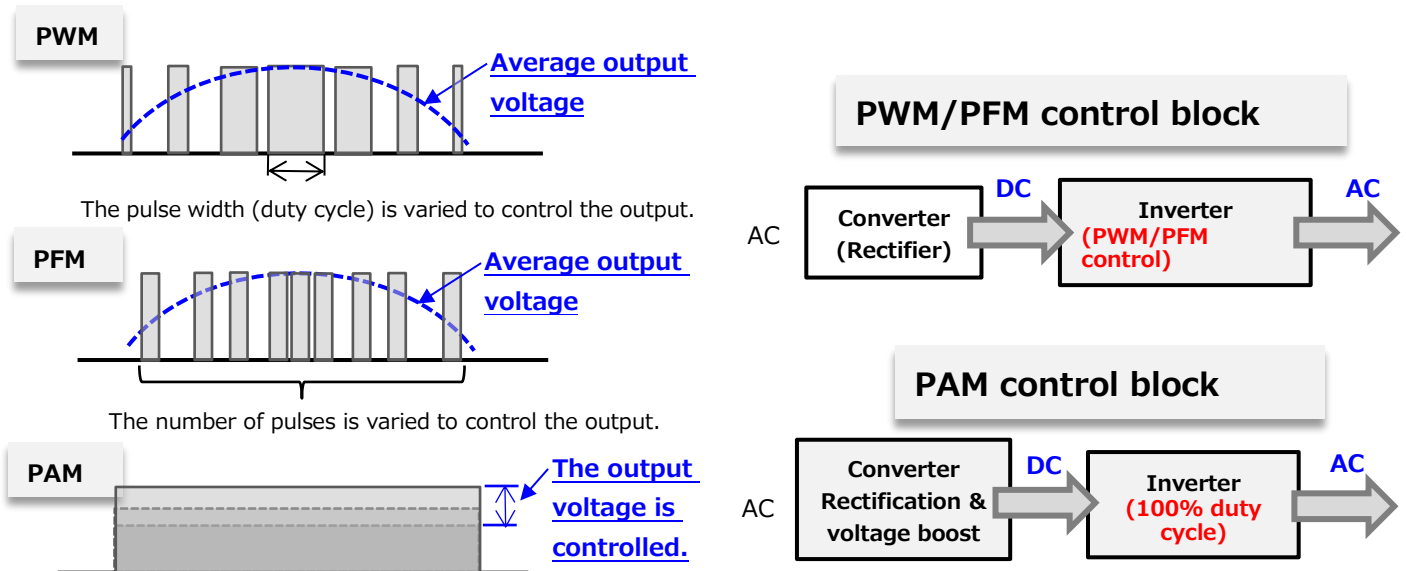 PWM
Average output
voltage
The pulse width (duty cycle) is varied to control the output.
PFM
Average output
voltage
The number of pulses is varied to control the output.
PAM
The output
voltage is
controlled.
PWM/PFM control block
AC
Converter
(Rectifier)
DC
Inverter
(PWM/PFM
control)
AC
PAM control block
AC
Converter
Rectification &
voltage boost
DC
Inverter
(100% duty
cycle)
AC